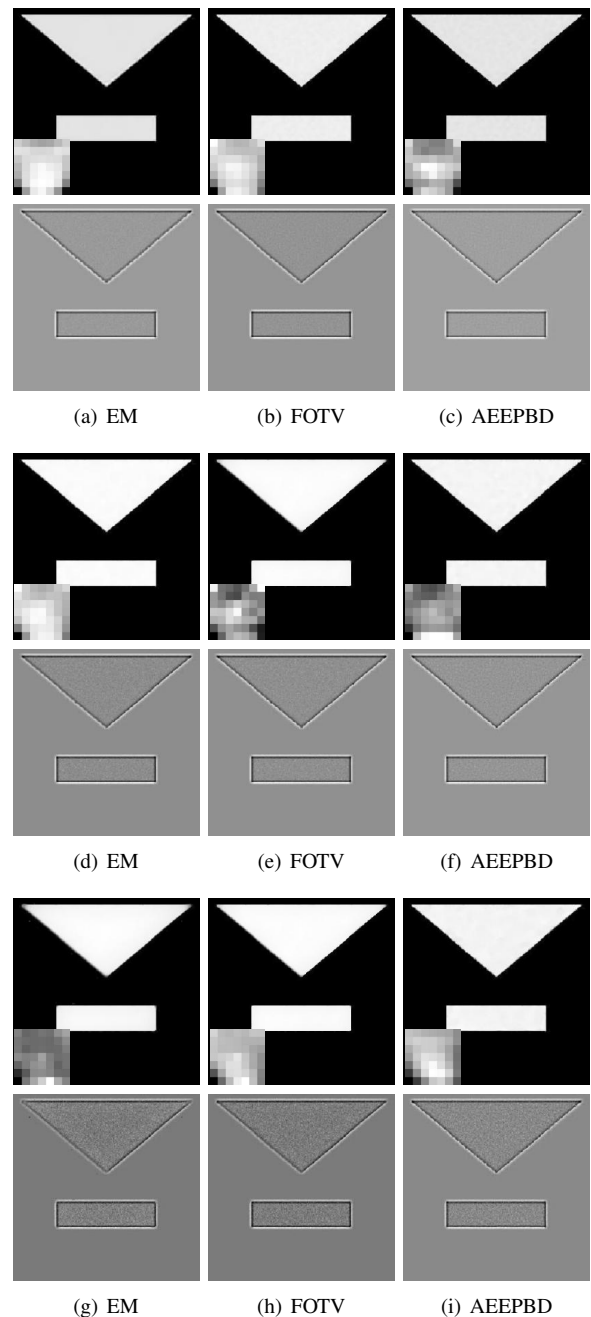 (a) EM
(b) FOTV
(c) AEEPBD
(d) EM
(e) FOTV
(f) AEEPBD
(g) EM
(h) FOTV
(i) AEEPBD